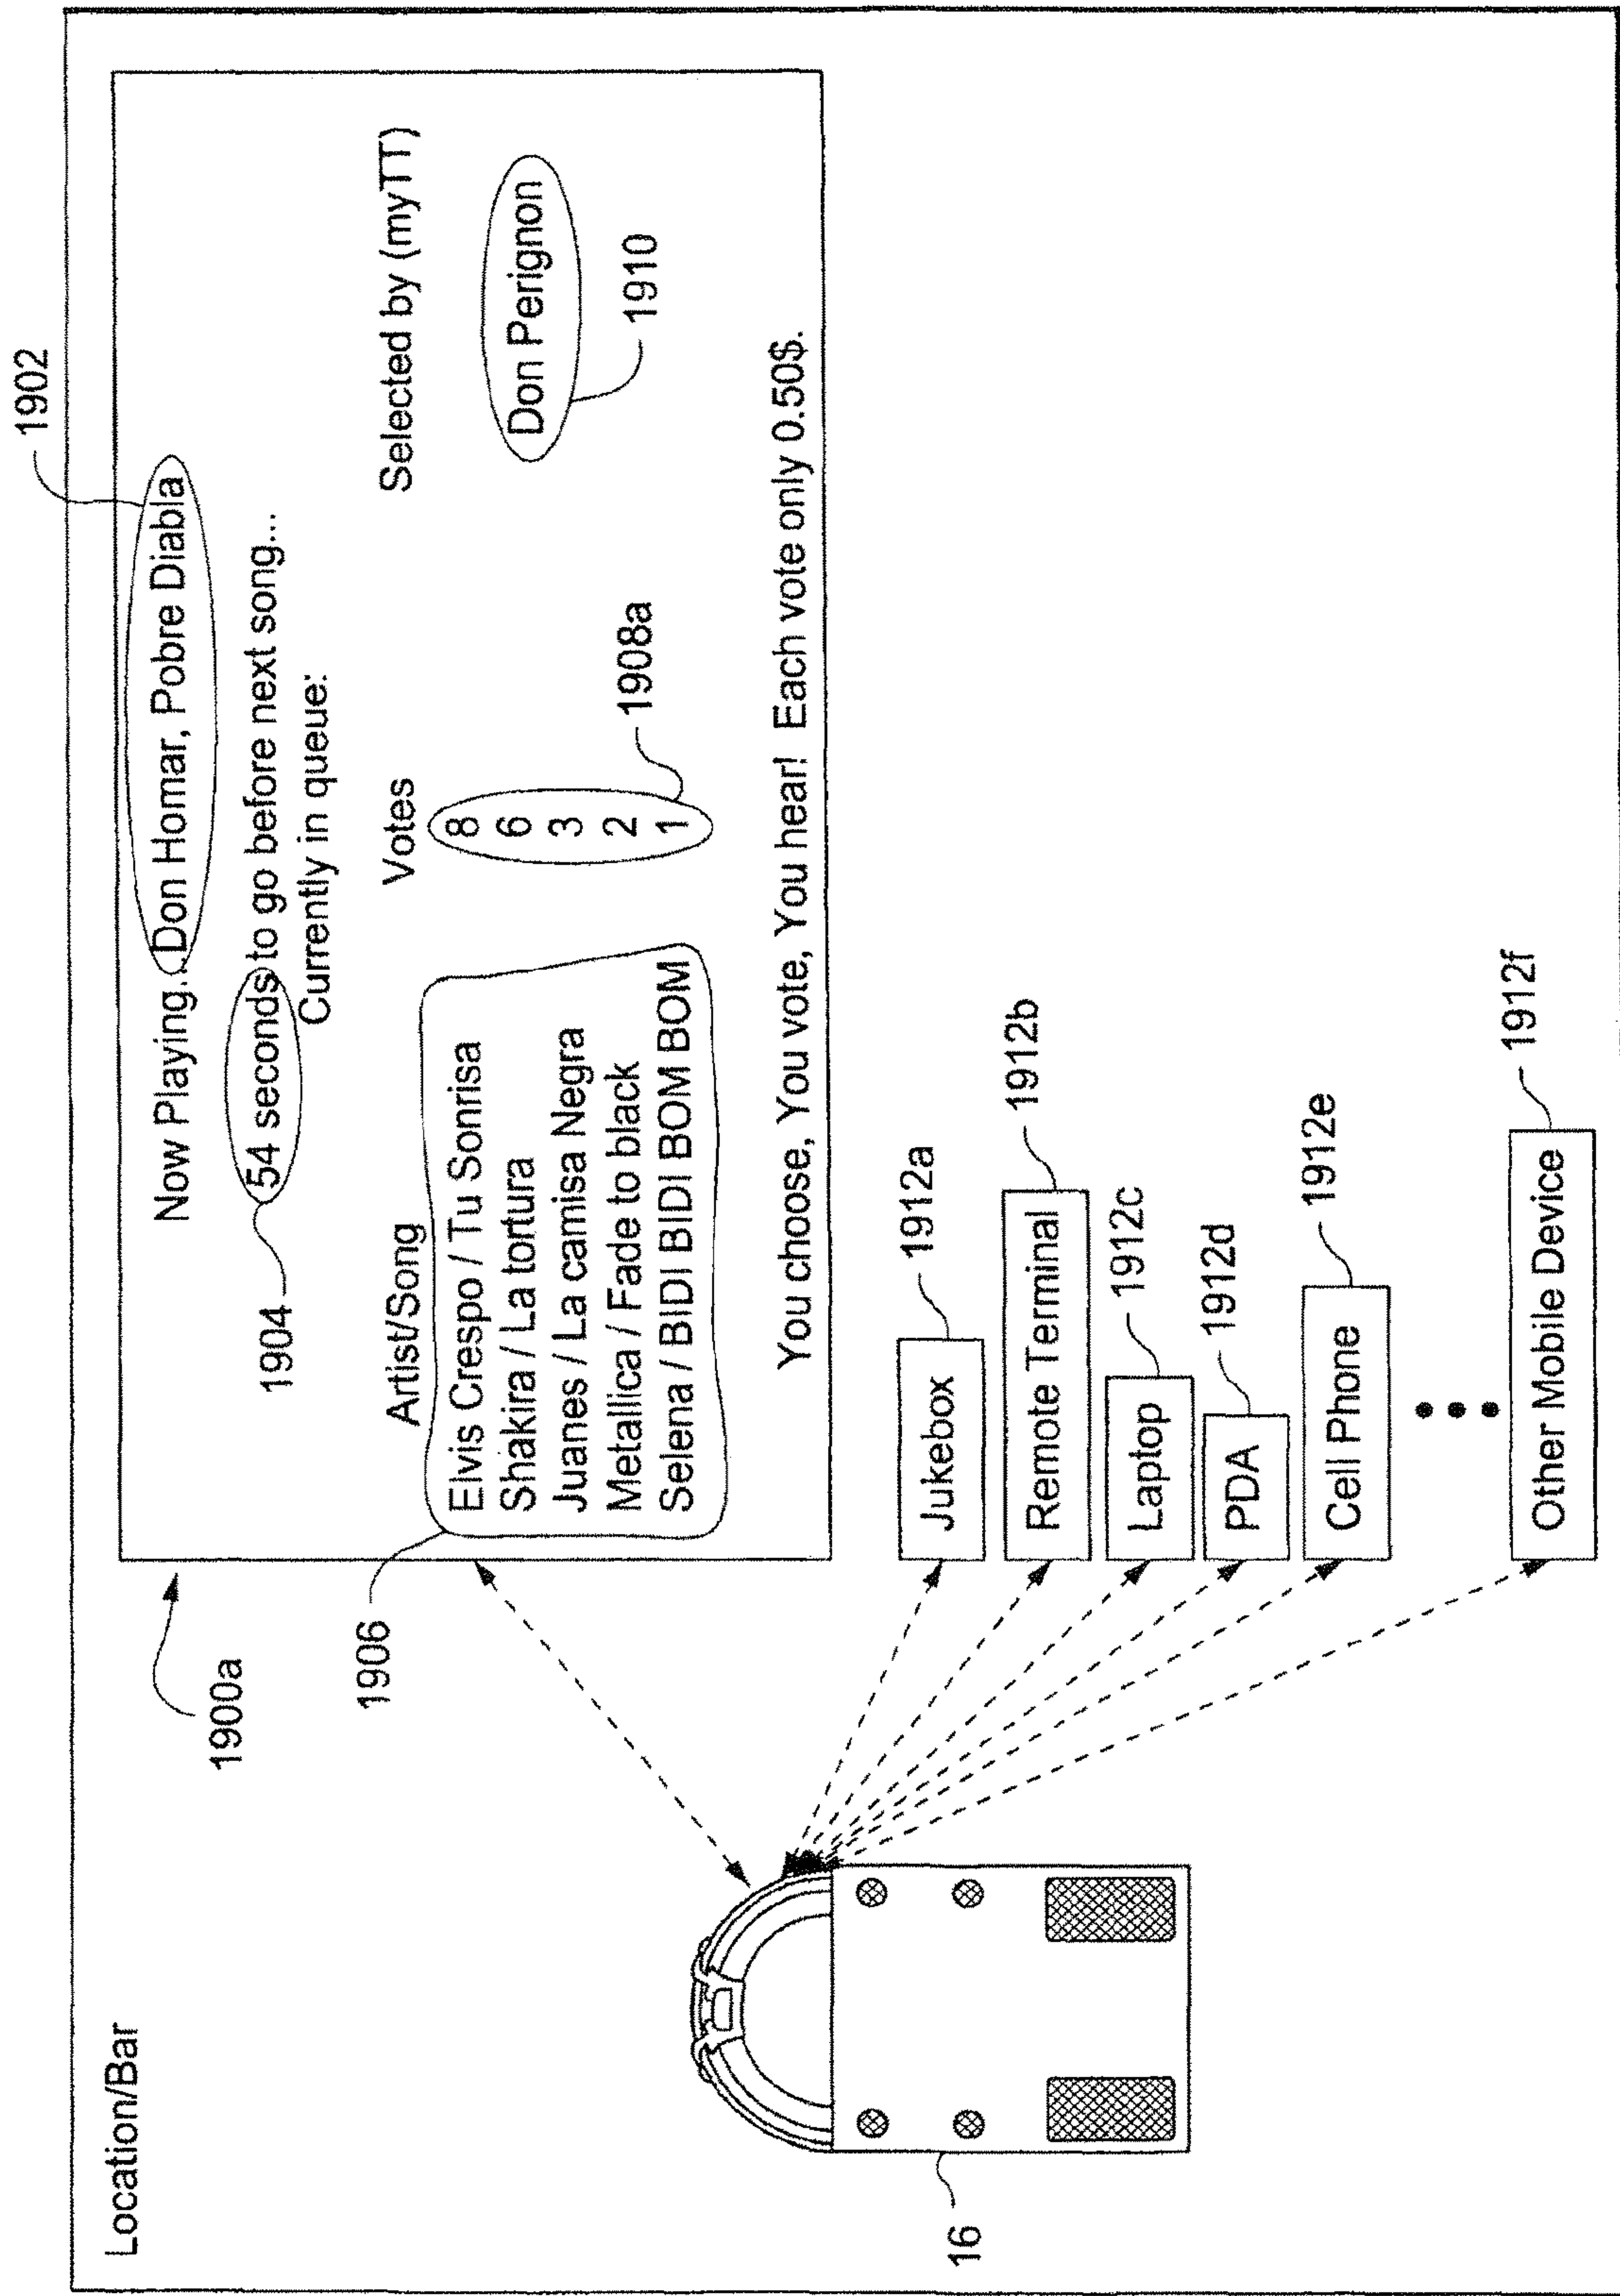 Location/Bar
1900a
1902
Now Playing...Don Homar, Pobre Diabla
1904
54 seconds to go before next song...
Currently in queue:
1906
Artist/Song Votes Selected by (myTT)
Elvis Crespo / Tu Sonrisa 8 Don Perignon
Shakira / La tortura 6
Juanes / La camisa Negra 3
Metallica / Fade to black 2
Selena / BIDI BIDI BOM BOM 1
1908a
1910
You choose, You vote, You hear! Each vote only 0.50$.
16
Jukebox 1912a
Remote Terminal 1912b
Laptop 1912c
PDA 1912d
Cell Phone 1912e
Other Mobile Device 1912f